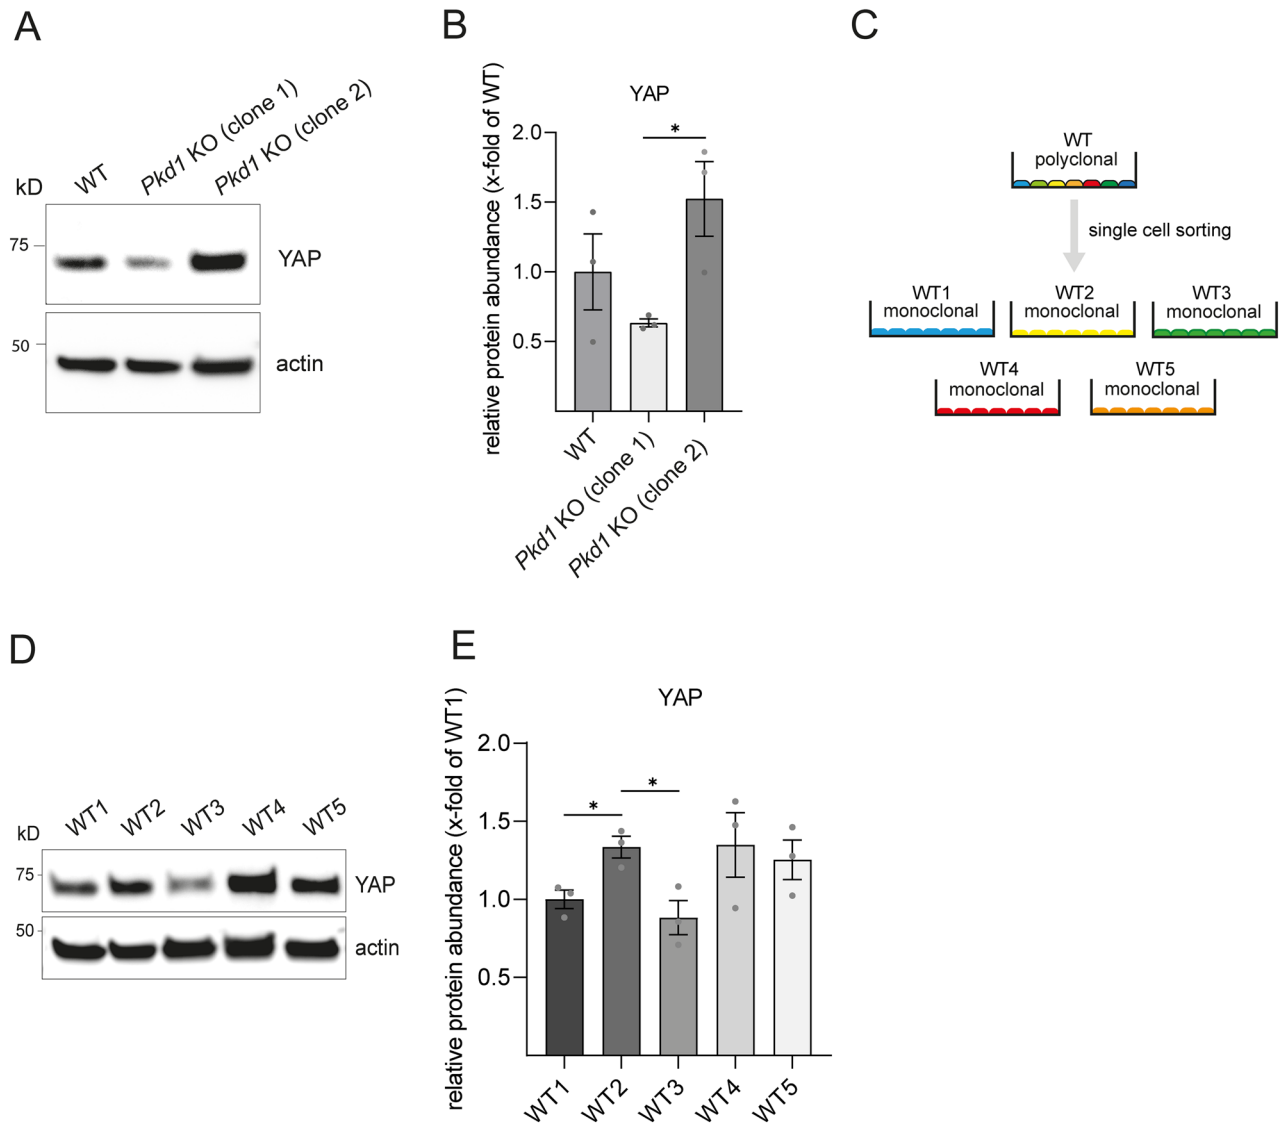 A
kD
WT
Pkd1 KO (clone 1)
Pkd1 KO (clone 2)
75
YAP
50
actin
B
YAP
relative protein abundance (x-fold of WT)
2.0
1.5
1.0
0.5
*
WT
Pkd1 KO (clone 1)
Pkd1 KO (clone 2)
C
WT
polyclonal
single cell sorting
WT1
monoclonal
WT2
monoclonal
WT3
monoclonal
WT4
monoclonal
WT5
monoclonal
D
kD
WT1
WT2
WT3
WT4
WT5
75
YAP
50
actin
E
YAP
relative protein abundance (x-fold of WT1)
2.0
1.5
1.0
0.5
*
*
WT1
WT2
WT3
WT4
WT5